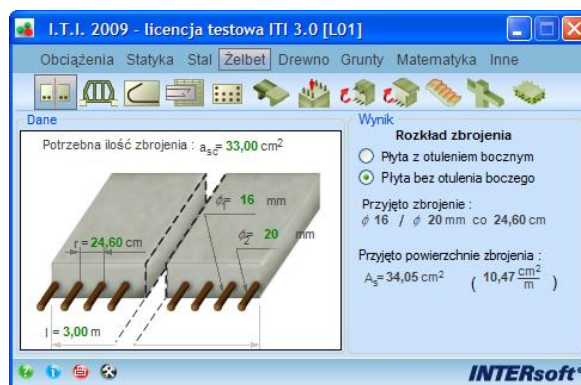 I.T.I. 2009 - licencja testowa ITI 3.0 [L01]
Obciążenia Statyka Stal Żelbet Drewno Grunty Matematyka Inne
Dane
Potrzebna ilość zbrojenia : asc= 33,00 cm2
ϕ1= 16 mm
ϕ2= 20 mm
r= 24,60 cm
l = 3,00 m
Wynik
Rozkład zbrojenia
Płyta z otuleniem bocznym
Płyta bez otulenia boczego
Przyjęto zbrojenie :
ϕ 16 / ϕ 20 mm co 24,60 cm
Przyjęto powierzchnie zbrojenia :
As= 34,05 cm2 ( 10,47 cm2/m )
INTERsoft